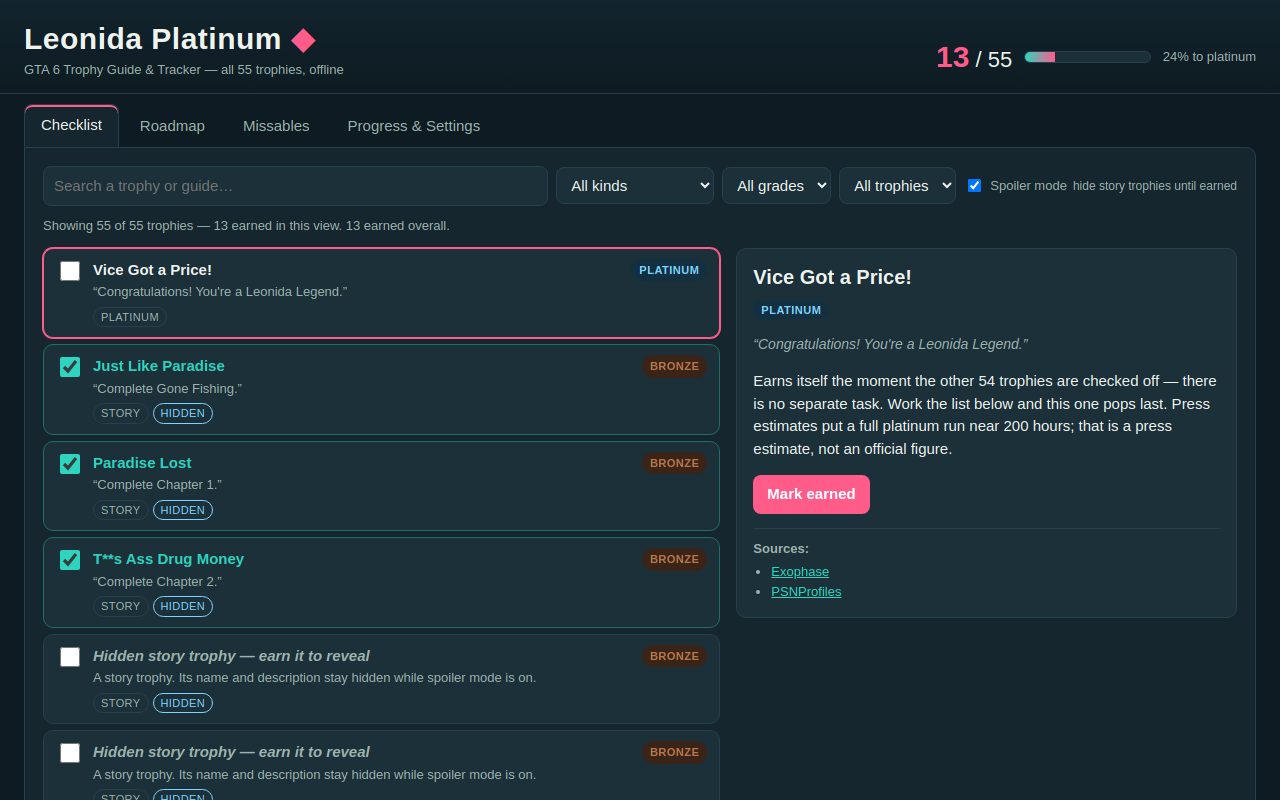 Leonida Platinum
GTA 6 Trophy Guide & Tracker — all 55 trophies, offline
13 / 55
24% to platinum
Checklist
Roadmap
Missables
Progress & Settings
Search a trophy or guide…
All kinds
All grades
All trophies
Spoiler mode hide story trophies until earned
Showing 55 of 55 trophies — 13 earned in this view. 13 earned overall.
Vice Got a Price!
PLATINUM
“Congratulations! You're a Leonida Legend.”
PLATINUM
Just Like Paradise
BRONZE
“Complete Gone Fishing.”
STORY
HIDDEN
Paradise Lost
BRONZE
“Complete Chapter 1.”
STORY
HIDDEN
T**s Ass Drug Money
BRONZE
“Complete Chapter 2.”
STORY
HIDDEN
Hidden story trophy — earn it to reveal
BRONZE
A story trophy. Its name and description stay hidden while spoiler mode is on.
STORY
HIDDEN
Hidden story trophy — earn it to reveal
BRONZE
A story trophy. Its name and description stay hidden while spoiler mode is on.
STORY
HIDDEN
Vice Got a Price!
PLATINUM
“Congratulations! You're a Leonida Legend.”
Earns itself the moment the other 54 trophies are checked off — there
is no separate task. Work the list below and this one pops last. Press
estimates put a full platinum run near 200 hours; that is a press
estimate, not an official figure.
Mark earned
Sources:
Exophase
PSNProfiles